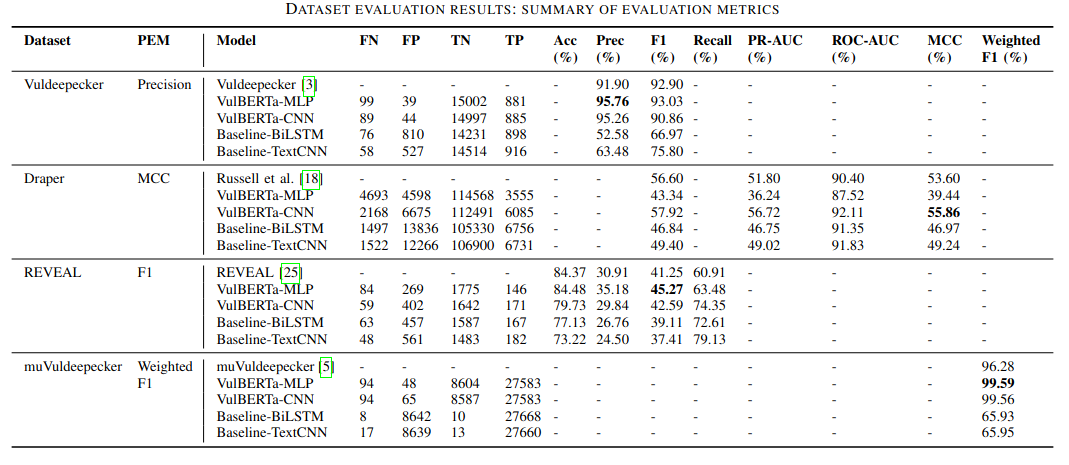 DATASET EVALUATION RESULTS: SUMMARY OF EVALUATION METRICS
Dataset PEM Model FN FP TN TP Acc (%) Prec (%) F1 (%) Recall (%) PR-AUC (%) ROC-AUC (%) MCC (%) Weighted F1 (%)
Vuldeepecker Precision Vuldeepecker [3] - - - - - 91.90 92.90 - - - - -
VulBERTa-MLP 99 39 15002 881 - 95.76 93.03 - - - - -
VulBERTa-CNN 89 44 14997 885 - 95.26 90.86 - - - - -
Baseline-BiLSTM 76 810 14231 898 - 52.58 66.97 - - - - -
Baseline-TextCNN 58 527 14514 916 - 63.48 75.80 - - - - -
Draper MCC Russell et al. [18] - - - - - - 56.60 - 51.80 90.40 53.60 -
VulBERTa-MLP 4693 4598 114568 3555 - - 43.34 - 36.24 87.52 39.44 -
VulBERTa-CNN 2168 6675 112491 6085 - - 57.92 - 56.72 92.11 55.86 -
Baseline-BiLSTM 1497 13836 105330 6756 - - 46.84 - 46.75 91.35 46.97 -
Baseline-TextCNN 1522 12266 106900 6731 - - 49.40 - 49.02 91.83 49.24 -
REVEAL F1 REVEAL [25] - - - - 84.37 30.91 41.25 60.91 - - - -
VulBERTa-MLP 84 269 1775 146 84.48 35.18 45.27 63.48 - - - -
VulBERTa-CNN 59 402 1642 171 79.73 29.84 42.59 74.35 - - - -
Baseline-BiLSTM 63 457 1587 167 77.13 26.76 39.11 72.61 - - - -
Baseline-TextCNN 48 561 1483 182 73.22 24.50 37.41 79.13 - - - -
muVuldeepecker Weighted F1 muVuldeepecker [5] - - - - - - - - - - - 96.28
VulBERTa-MLP 94 48 8604 27583 - - - - - - - 99.59
VulBERTa-CNN 94 65 8587 27583 - - - - - - - 99.56
Baseline-BiLSTM 8 8642 10 27668 - - - - - - - 65.93
Baseline-TextCNN 17 8639 13 27660 - - - - - - - 65.95